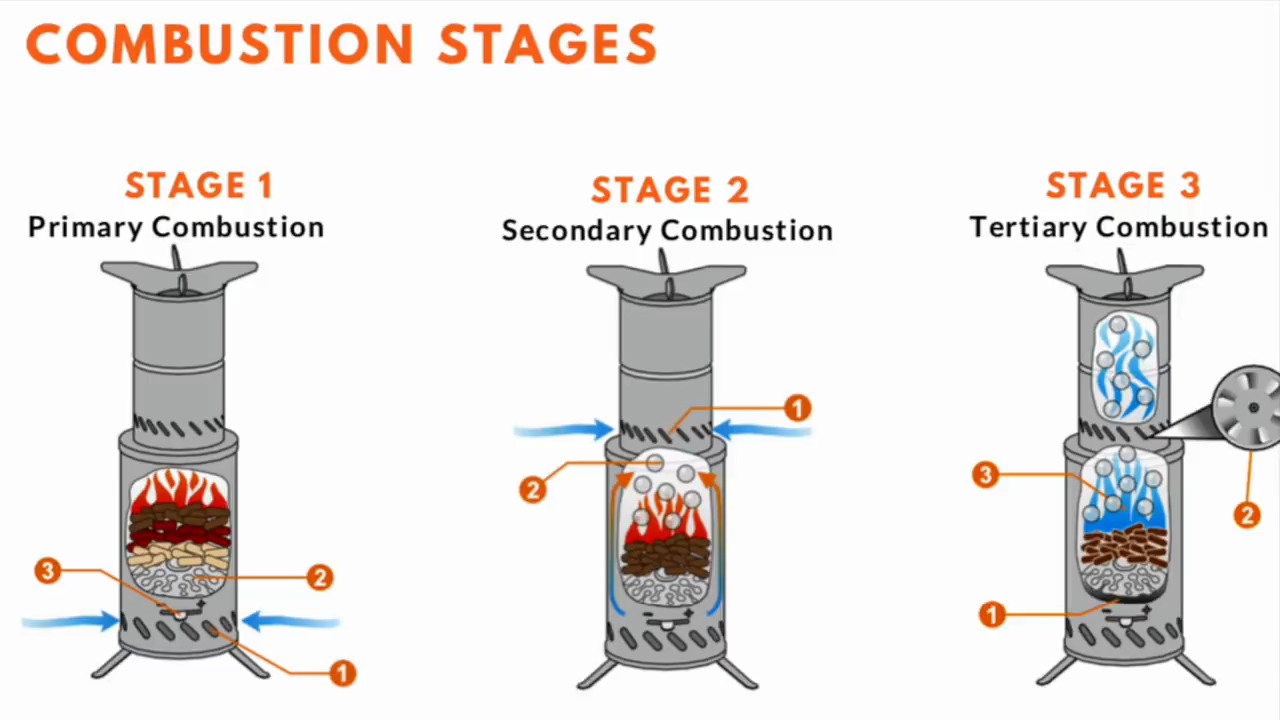 COMBUSTION STAGES
STAGE 1
Primary Combustion
3
2
1
STAGE 2
Secondary Combustion
1
2
STAGE 3
Tertiary Combustion
3
2
1